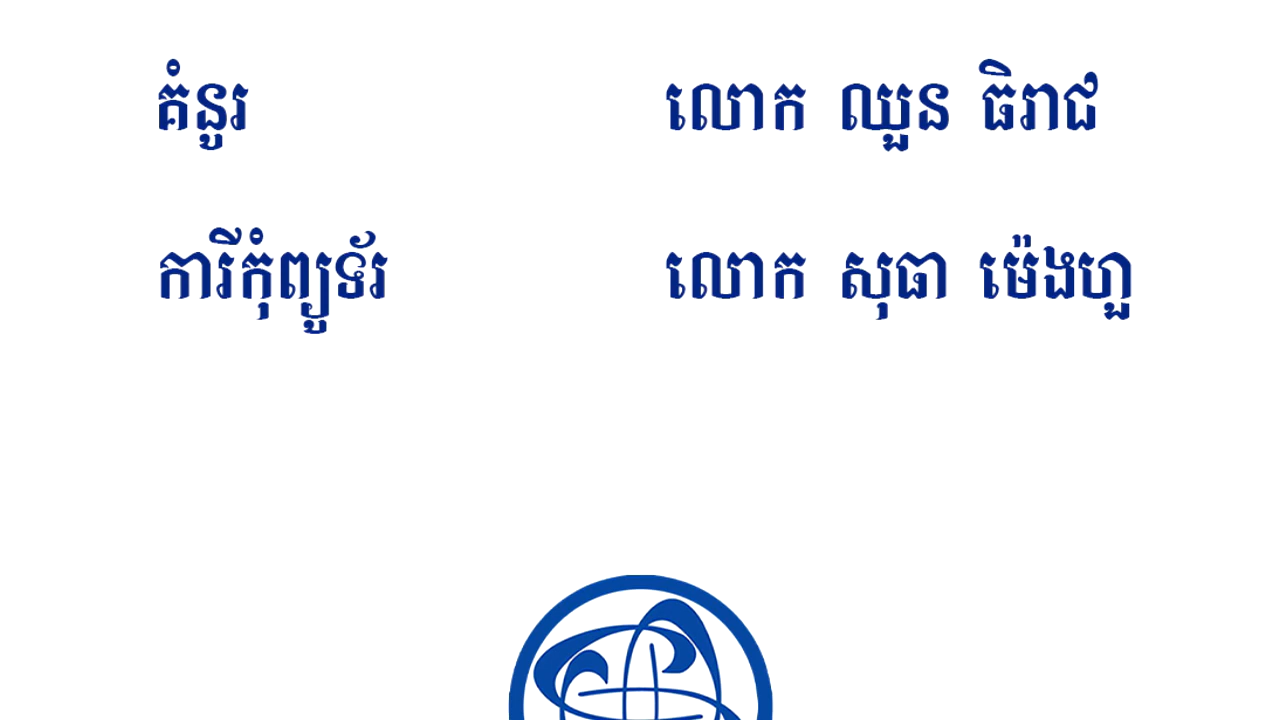 គំនូរ លោក ឈួន ធិរាជ
ការីកុំព្យូទ័រ លោក សុធា ម៉េងហួ